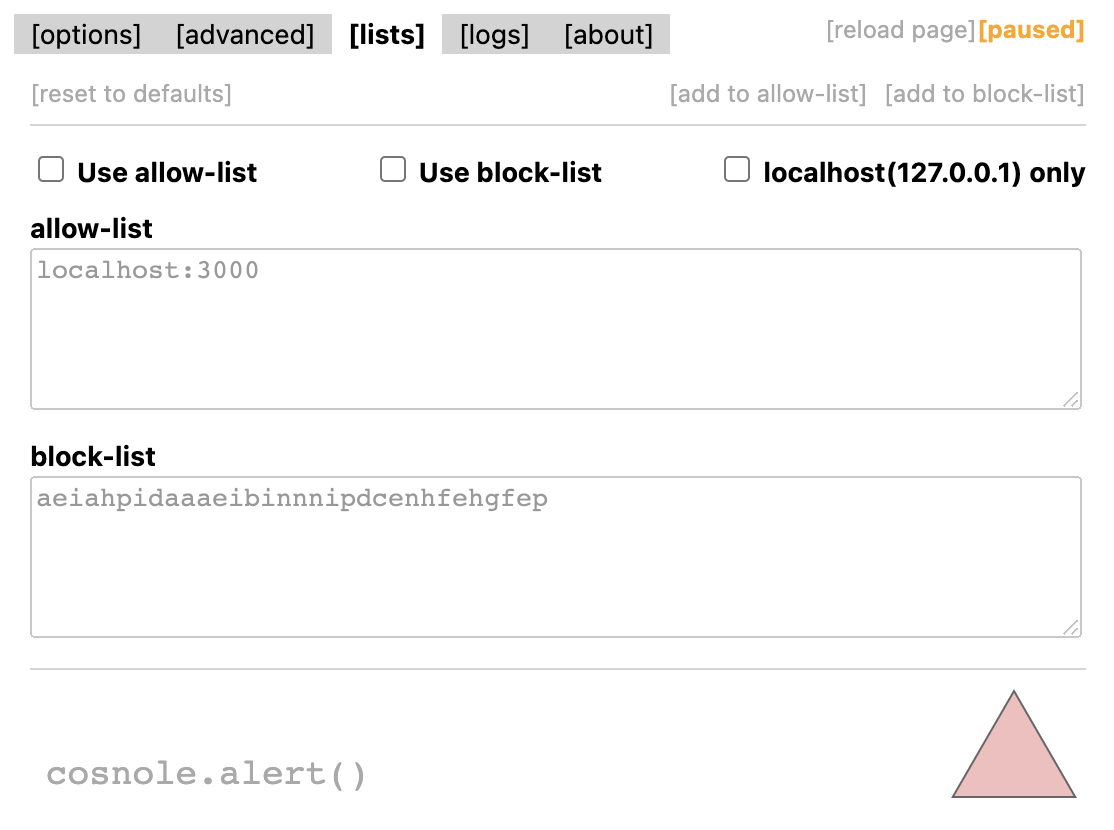 [options] [advanced] [lists] [logs] [about] [reload page][paused]
[reset to defaults] [add to allow-list] [add to block-list]
Use allow-list Use block-list localhost(127.0.0.1) only
allow-list
localhost:3000
block-list
aeiahpidaaaeibinnnipdcenhfehgfep
cosnole.alert()